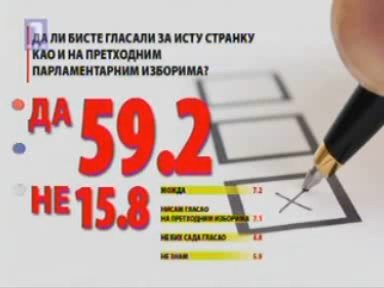 ДА ЛИ БИСТЕ ГЛАСАЛИ ЗА ИСТУ СТРАНКУ
КАО И НА ПРЕТХОДНИМ
ПАРЛАМЕНТАРНИМ ИЗБОРИМА?
ДА 59.2
НЕ 15.8
МОЖДА 7.2
НИСАМ ГЛАСАО
НА ПРЕТХОДНИМ ИЗБОРИМА 7.1
НЕ БИХ САДА ГЛАСАО
НЕ ЗНАМ 5.9